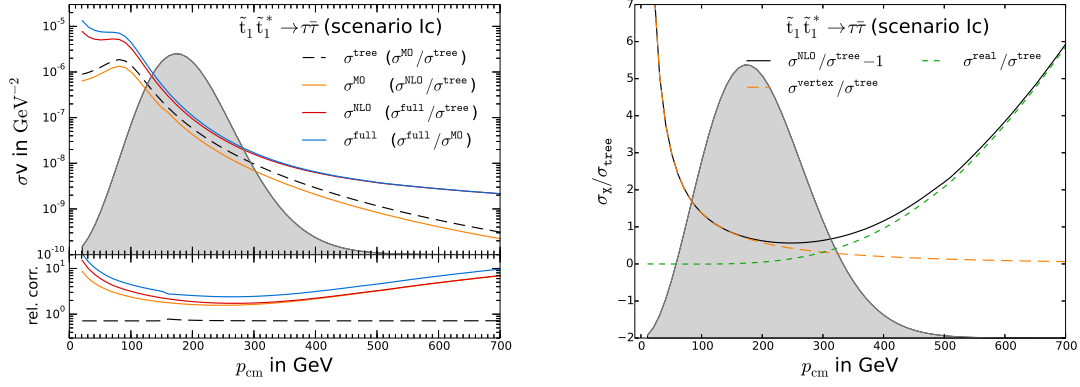 t̃₁ t̃₁* → ττ̄ (scenario Ic)
σ^tree (σ^MO/σ^tree)
σ^MO (σ^NLO/σ^tree)
σ^NLO (σ^full/σ^tree)
σ^full (σ^full/σ^MO)
σv in GeV⁻²
10⁻⁵
10⁻⁶
10⁻⁷
10⁻⁸
10⁻⁹
10⁻¹⁰
rel. corr.
10¹
10⁰
0 100 200 300 400 500 600 700
p_cm in GeV
t̃₁ t̃₁* → ττ̄ (scenario Ic)
σ^NLO/σ^tree−1
σ^vertex/σ^tree
σ^real/σ^tree
σ_X/σ_tree
7
6
5
4
3
2
1
0
−1
−2
0 100 200 300 400 500 600 700
p_cm in GeV